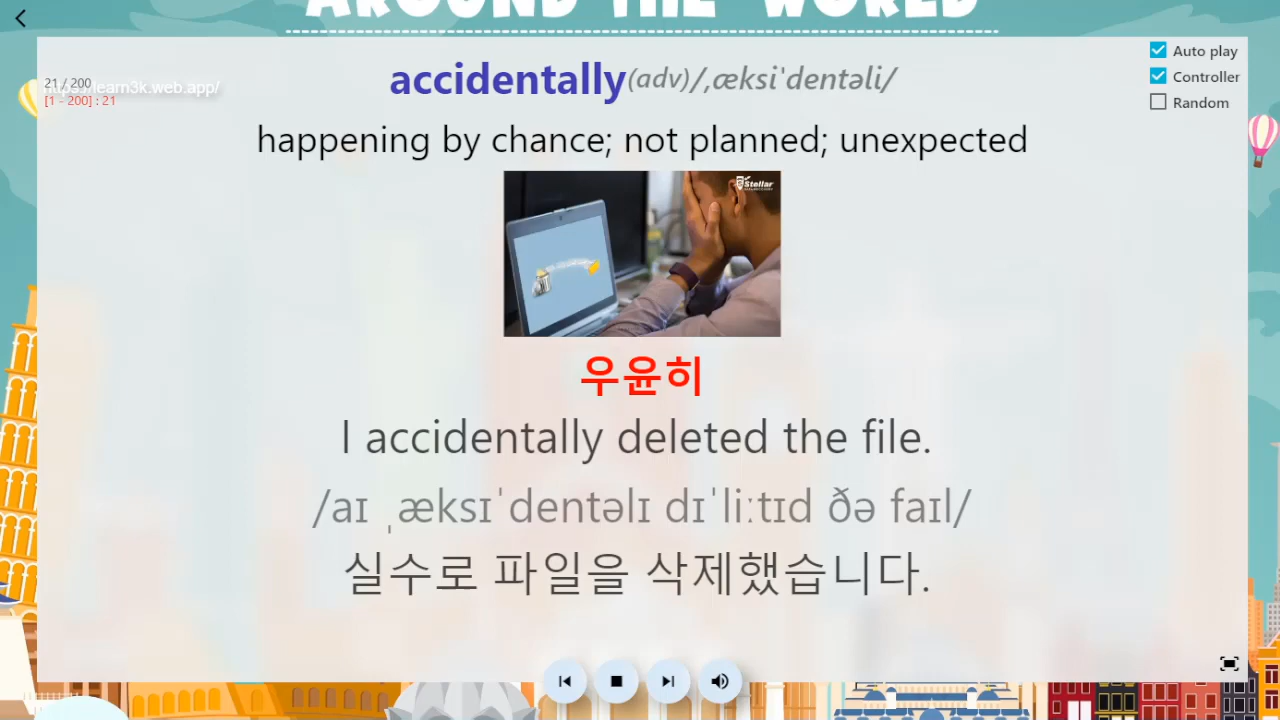 AROUND THE WORLD
Auto play
21 / 200
https://learn3k.web.app/
accidentally(adv)/,æksi'dentəli/
Controller
[1 - 200] : 21
Random
happening by chance; not planned; unexpected
Stellar
우윤히
I accidentally deleted the file.
/aɪ ˌæksɪˈdentəlɪ dɪˈliːtɪd ðə faɪl/
실수로 파일을 삭제했습니다.